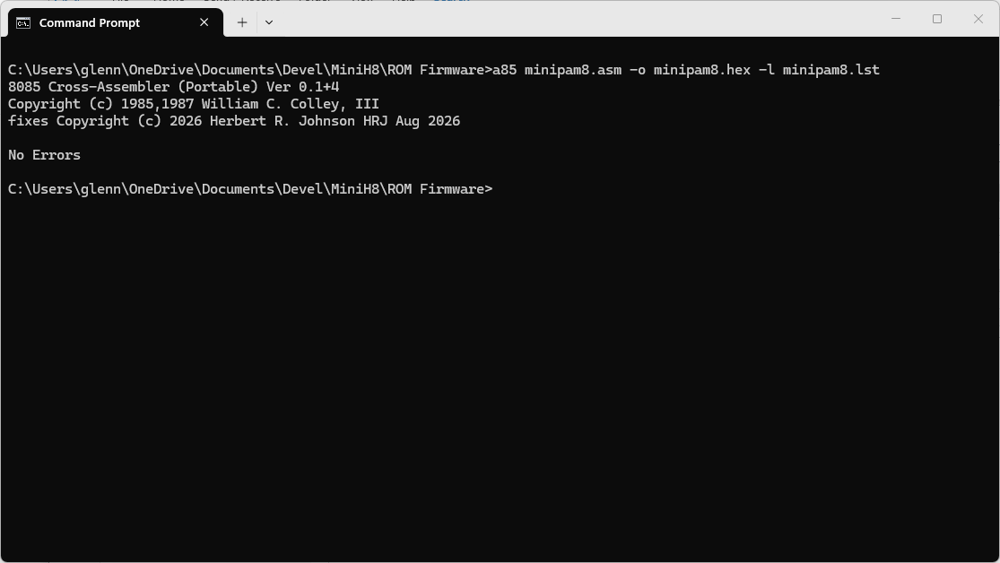 Command Prompt
C:\Users\glenn\OneDrive\Documents\Devel\MiniH8\ROM Firmware>a85 minipam8.asm -o minipam8.hex -l minipam8.lst
8085 Cross-Assembler (Portable) Ver 0.1+4
Copyright (c) 1985,1987 William C. Colley, III
fixes Copyright (c) 2026 Herbert R. Johnson HRJ Aug 2026
No Errors
C:\Users\glenn\OneDrive\Documents\Devel\MiniH8\ROM Firmware>